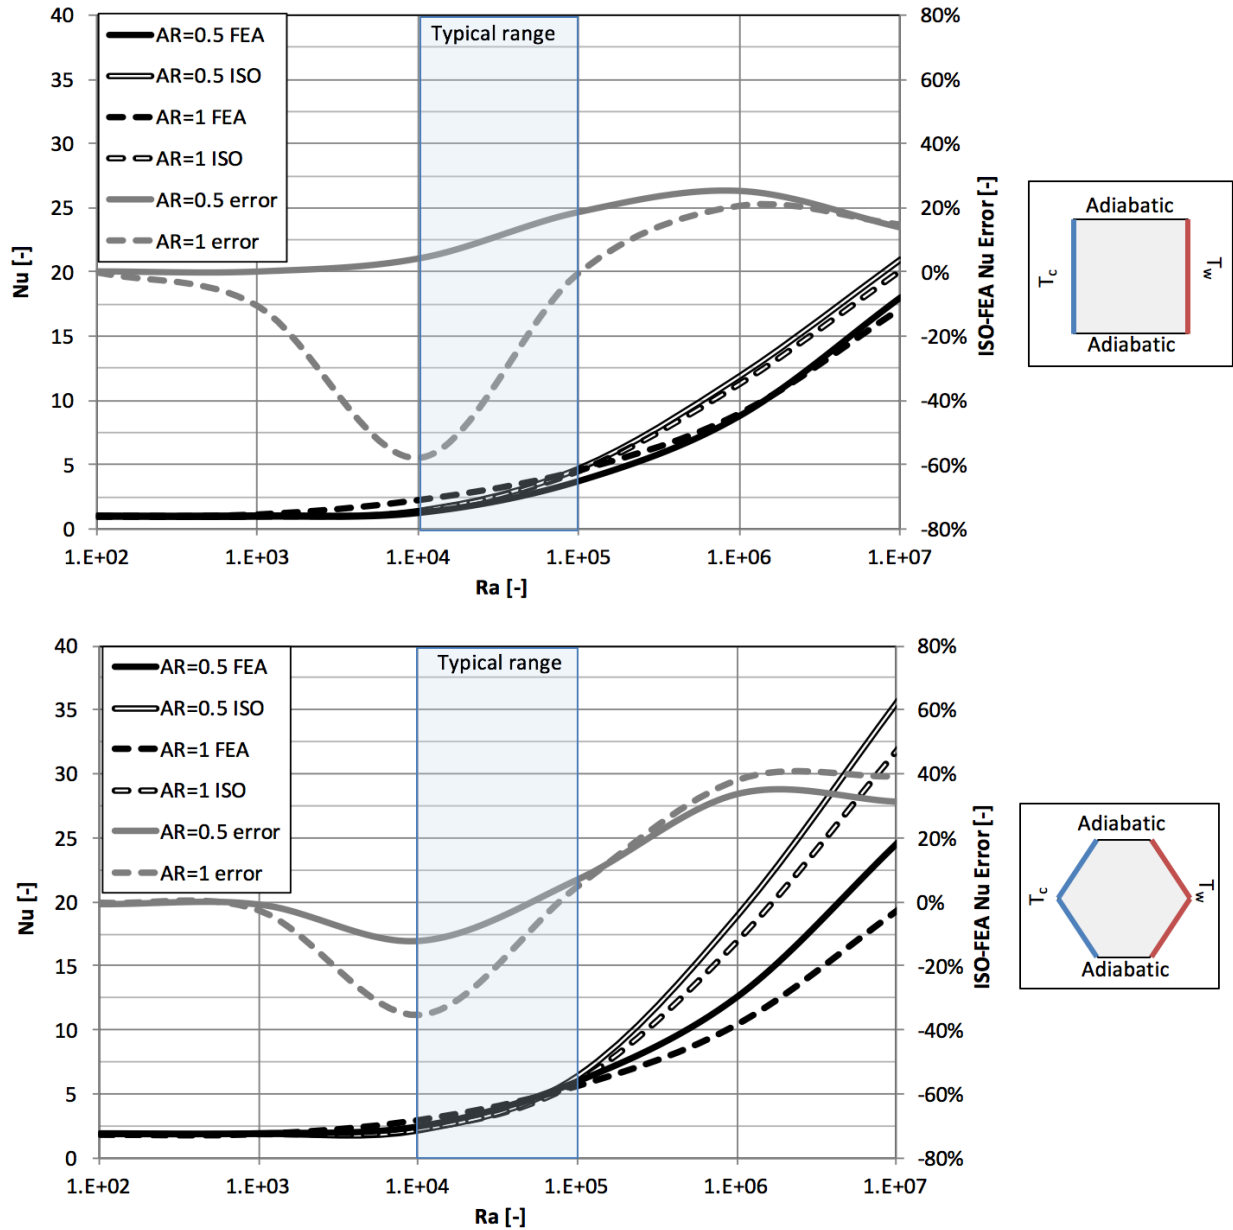 40
35
30
25
20
15
10
5
0
Nu [-]
AR=0.5 FEA
AR=0.5 ISO
AR=1 FEA
AR=1 ISO
AR=0.5 error
AR=1 error
Typical range
80%
60%
40%
20%
0%
-20%
-40%
-60%
-80%
ISO-FEA Nu Error [-]
1.E+02 1.E+03 1.E+04 1.E+05 1.E+06 1.E+07
Ra [-]
Adiabatic
Tc
Tw
Adiabatic
40
35
30
25
20
15
10
5
0
Nu [-]
AR=0.5 FEA
AR=0.5 ISO
AR=1 FEA
AR=1 ISO
AR=0.5 error
AR=1 error
Typical range
80%
60%
40%
20%
0%
-20%
-40%
-60%
-80%
ISO-FEA Nu Error [-]
1.E+02 1.E+03 1.E+04 1.E+05 1.E+06 1.E+07
Ra [-]
Adiabatic
Tc
Tw
Adiabatic